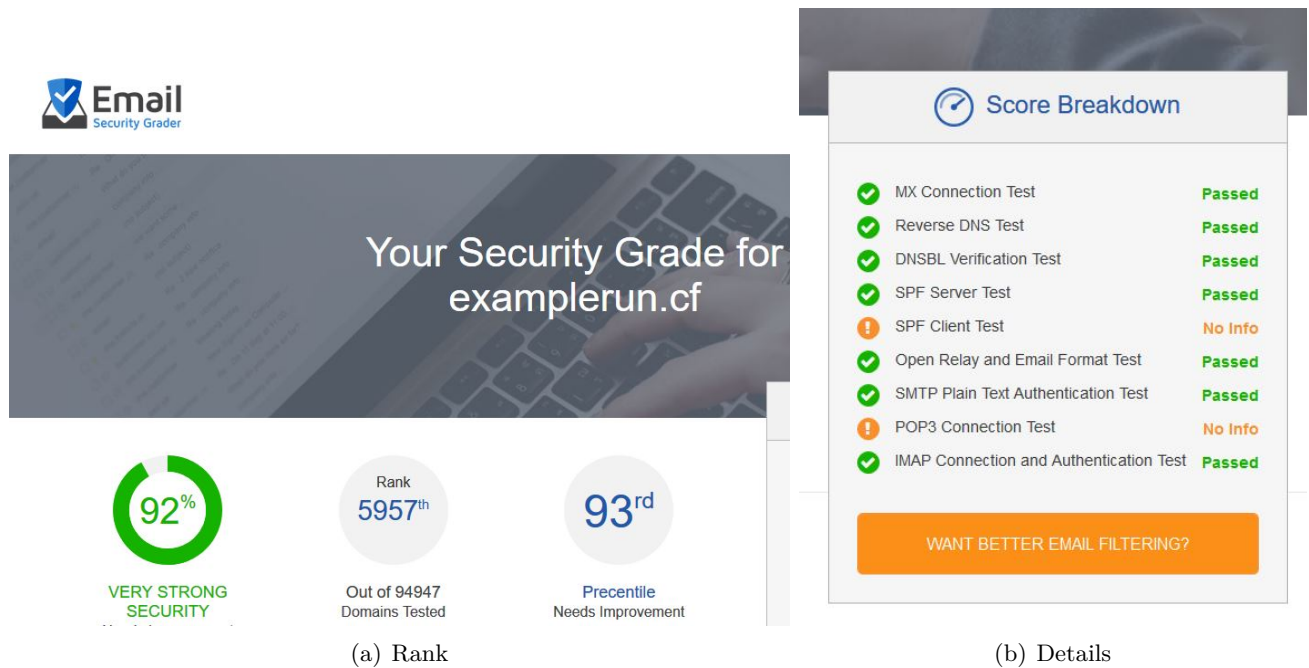 Email
Security Grader
Your Security Grade for
examplerun.cf
92%
VERY STRONG
SECURITY
Rank
5957th
Out of 94947
Domains Tested
93rd
Precentile
Needs Improvement
(a) Rank
Score Breakdown
MX Connection Test Passed
Reverse DNS Test Passed
DNSBL Verification Test Passed
SPF Server Test Passed
SPF Client Test No Info
Open Relay and Email Format Test Passed
SMTP Plain Text Authentication Test Passed
POP3 Connection Test No Info
IMAP Connection and Authentication Test Passed
WANT BETTER EMAIL FILTERING?
(b) Details